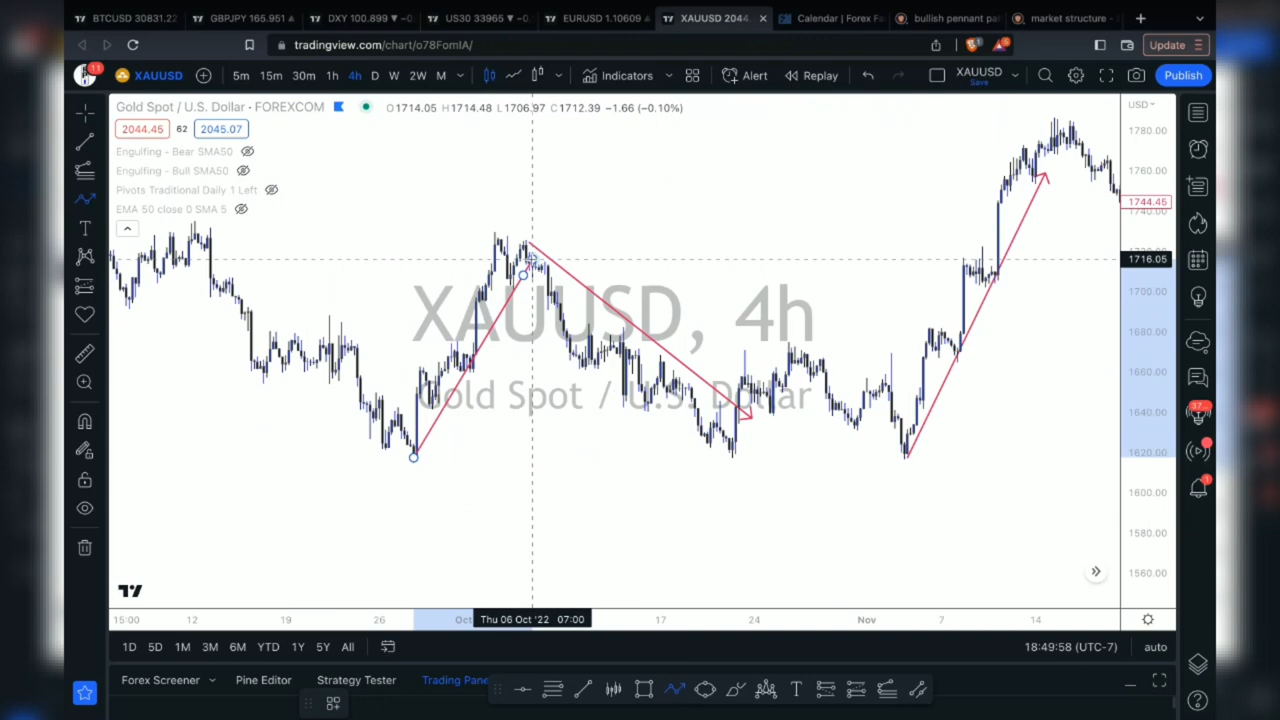 BTCUSD 30831.22
GBPJPY 165.951
DXY 100.899
US30 33965
EURUSD 1.10609
XAUUSD 2044.
Calendar | Forex Fa
bullish pennant pa
market structure -
tradingview.com/chart/o78FomIA/
Update
11
XAUUSD
5m 15m 30m 1h 4h D W 2W M
Indicators
Alert
Replay
XAUUSD
Save
Publish
Gold Spot / U.S. Dollar · FOREXCOM
O1714.05 H1714.48 L1706.97 C1712.39 −1.66 (−0.10%)
USD
2044.45 62 2045.07
Engulfing - Bear SMA50
Engulfing - Bull SMA50
Pivots Traditional Daily 1 Left
EMA 50 close 0 SMA 5
1780.00
1760.00
1744.45
1740.00
1716.05
1700.00
1680.00
1660.00
1640.00
1620.00
1600.00
1580.00
1560.00
XAUUSD, 4h
Gold Spot / U.S. Dollar
15:00 12 19 26 Oct Thu 06 Oct '22 07:00 17 24 Nov 7 14
1D 5D 1M 3M 6M YTD 1Y 5Y All
18:49:58 (UTC-7)
auto
Forex Screener
Pine Editor
Strategy Tester
Trading Pane